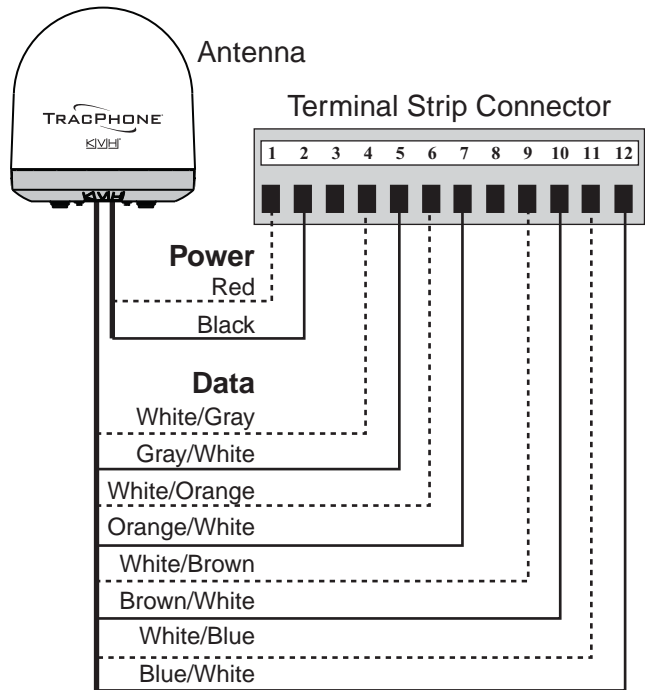 Antenna
TRACPHONE
KVH
KVH
Terminal Strip Connector
1 2 3 4 5 6 7 8 9 10 11 12
Power
Red
Black
Data
White/Gray
Gray/White
White/Orange
Orange/White
White/Brown
Brown/White
White/Blue
Blue/White